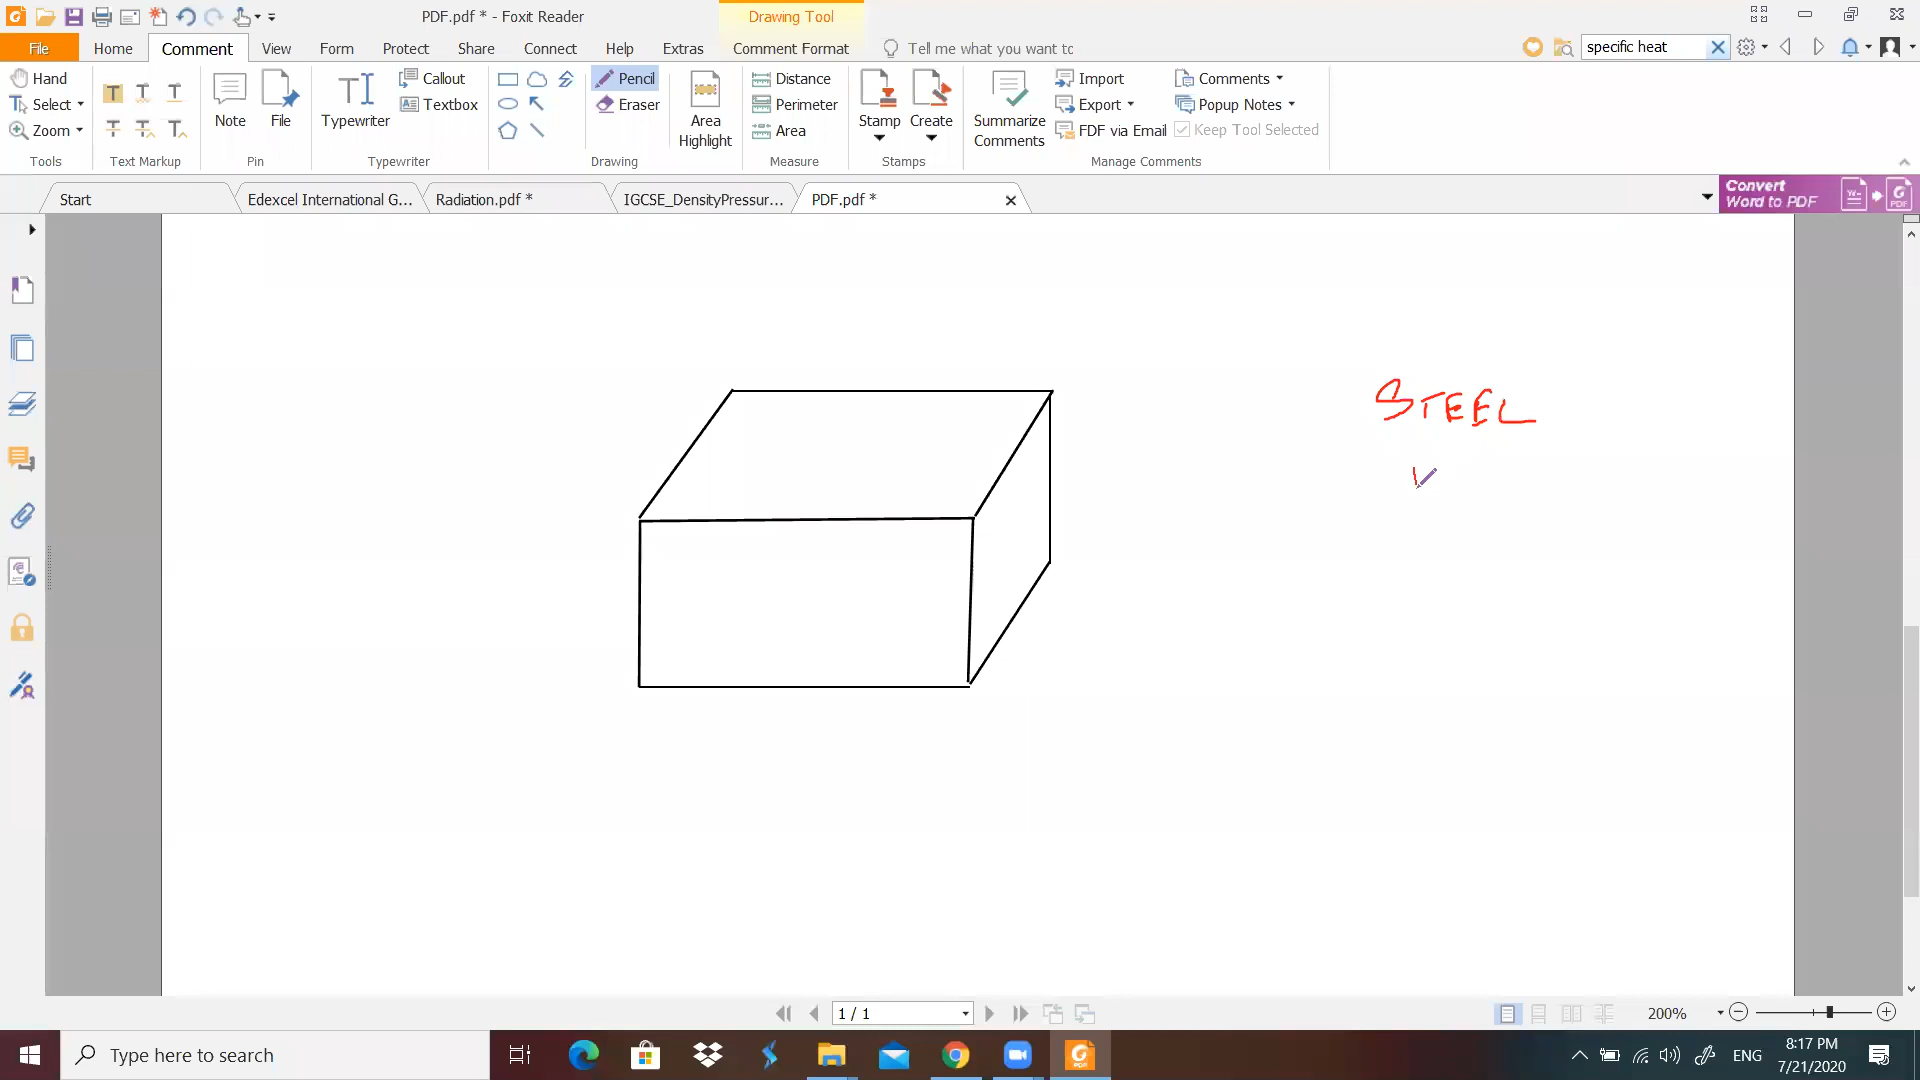 PDF.pdf * - Foxit Reader
Drawing Tool
File Home Comment View Form Protect Share Connect Help Extras Comment Format Tell me what you want to
specific heat
Hand
Select
Zoom
Tools
Text Markup
Note
File
Pin
Typewriter
Callout
Textbox
Typewriter
Pencil
Eraser
Drawing
Area
Highlight
Distance
Perimeter
Area
Measure
Stamp
Create
Stamps
Summarize
Comments
Import
Export
FDF via Email
Comments
Popup Notes
Keep Tool Selected
Manage Comments
Start
Edexcel International G...
Radiation.pdf *
IGCSE_DensityPressur...
PDF.pdf *
Convert
Word to PDF
STEEL
1 / 1
200%
Type here to search
ENG
8:17 PM
7/21/2020